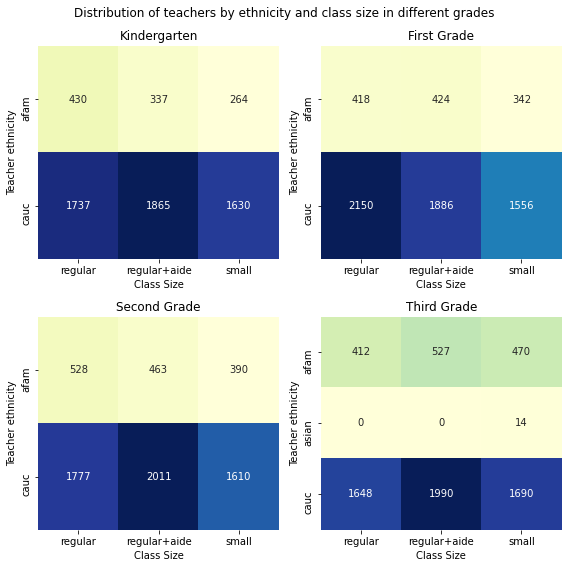 Distribution of teachers by ethnicity and class size in different grades
Kindergarten
Teacher ethnicity
afam
430 337 264
cauc
1737 1865 1630
regular regular+aide small
Class Size
First Grade
Teacher ethnicity
afam
418 424 342
cauc
2150 1886 1556
regular regular+aide small
Class Size
Second Grade
Teacher ethnicity
afam
528 463 390
cauc
1777 2011 1610
regular regular+aide small
Class Size
Third Grade
Teacher ethnicity
afam
412 527 470
asian
0 0 14
cauc
1648 1990 1690
regular regular+aide small
Class Size